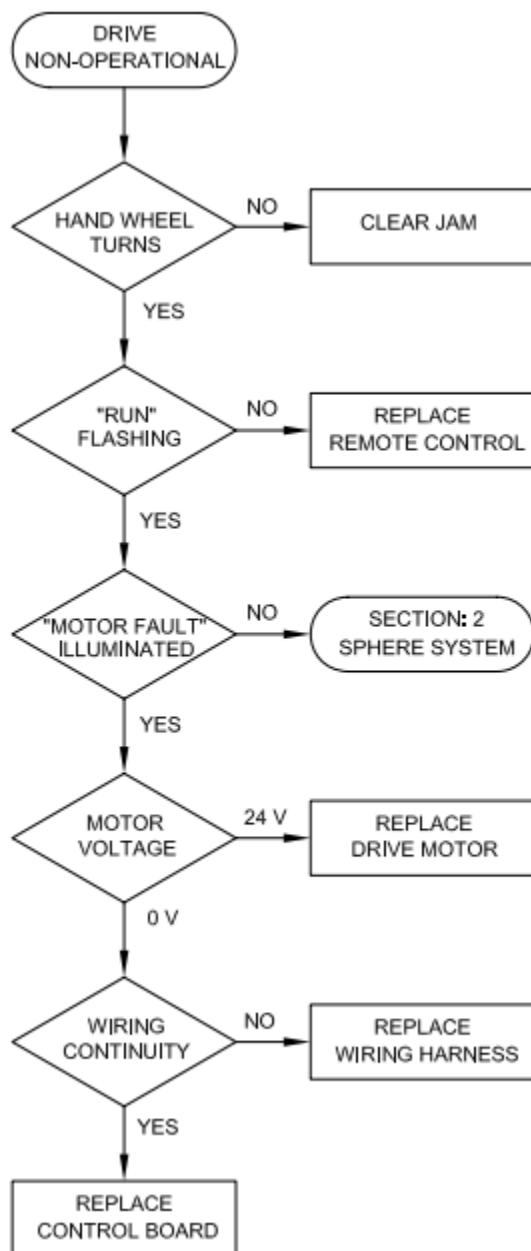 DRIVE
NON-OPERATIONAL
HAND WHEEL
TURNS
NO
CLEAR JAM
YES
"RUN"
FLASHING
NO
REPLACE
REMOTE CONTROL
YES
"MOTOR FAULT"
ILLUMINATED
NO
SECTION: 2
SPHERE SYSTEM
YES
MOTOR
VOLTAGE
24 V
REPLACE
DRIVE MOTOR
0 V
WIRING
CONTINUITY
NO
REPLACE
WIRING HARNESS
YES
REPLACE
CONTROL BOARD